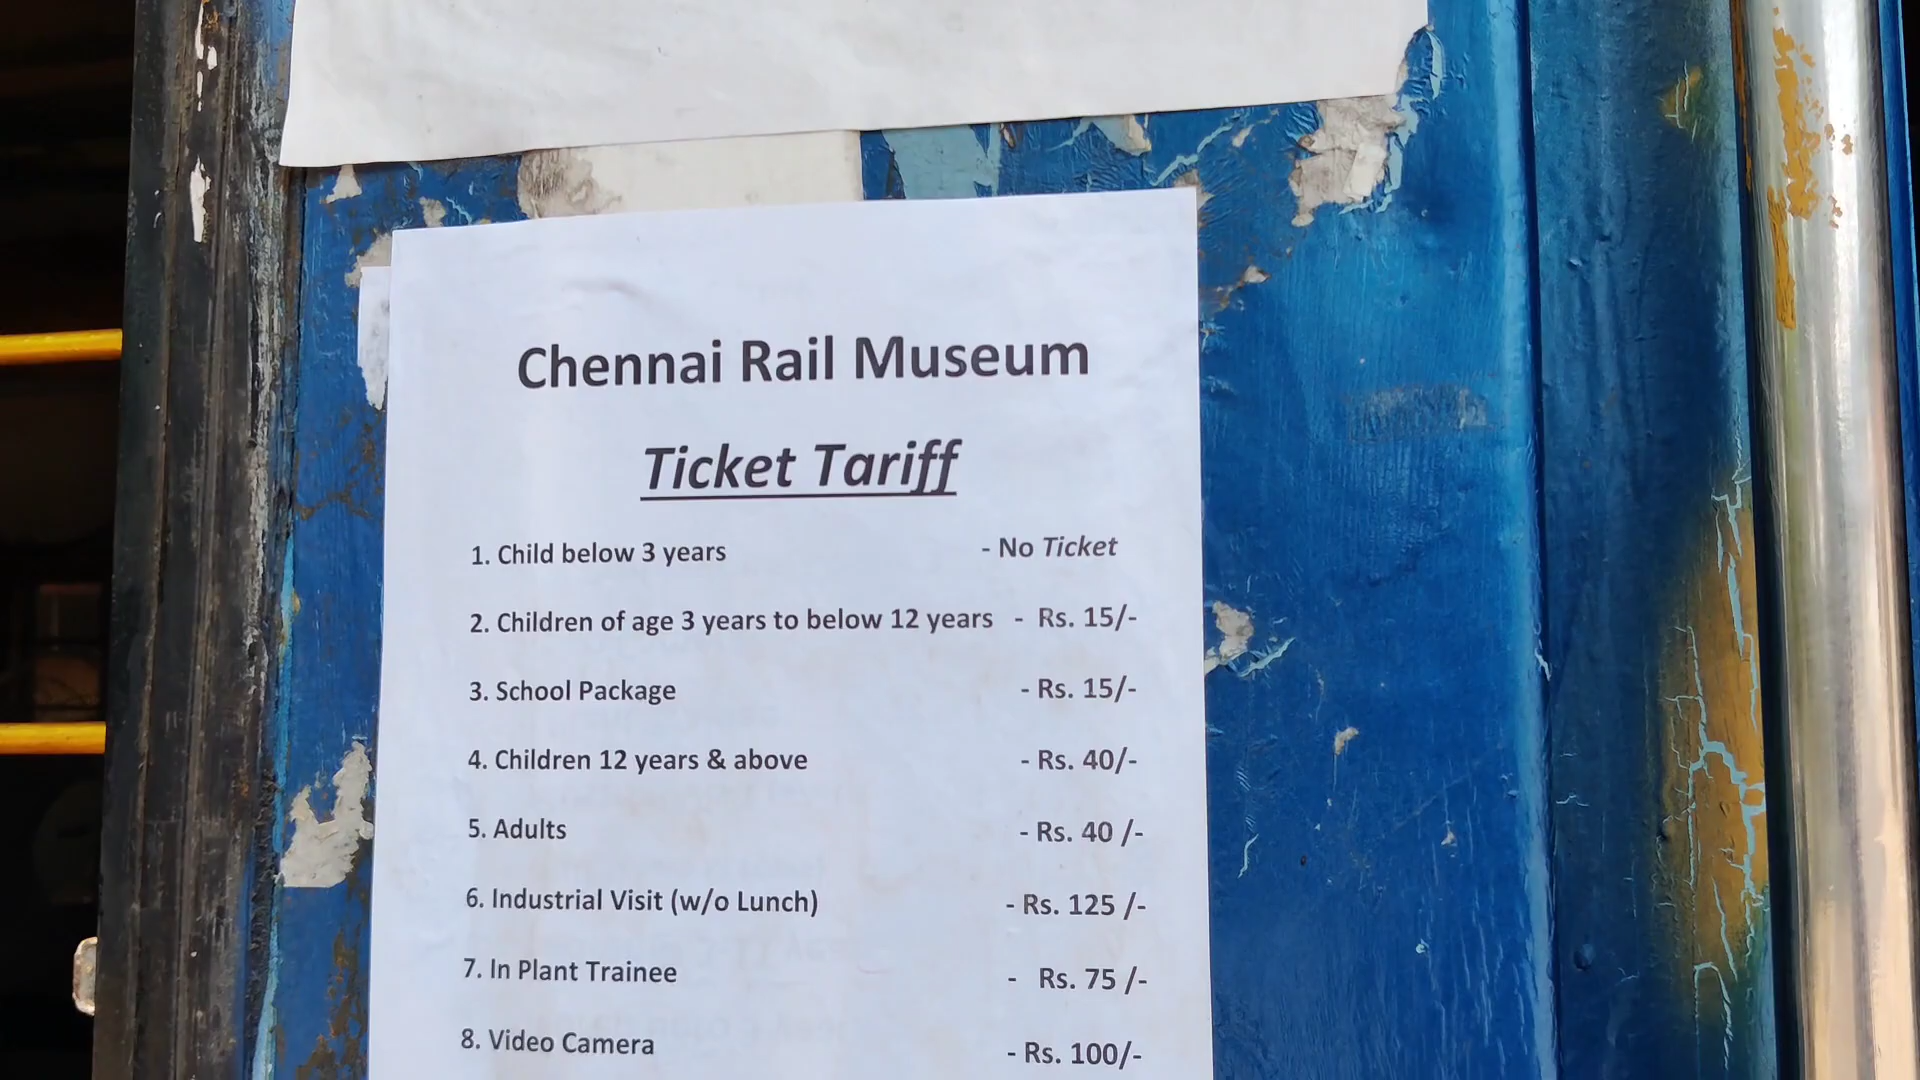 Chennai Rail Museum
Ticket Tariff
1. Child below 3 years - No Ticket
2. Children of age 3 years to below 12 years - Rs. 15/-
3. School Package - Rs. 15/-
4. Children 12 years & above - Rs. 40/-
5. Adults - Rs. 40 /-
6. Industrial Visit (w/o Lunch) - Rs. 125 /-
7. In Plant Trainee - Rs. 75 /-
8. Video Camera - Rs. 100/-